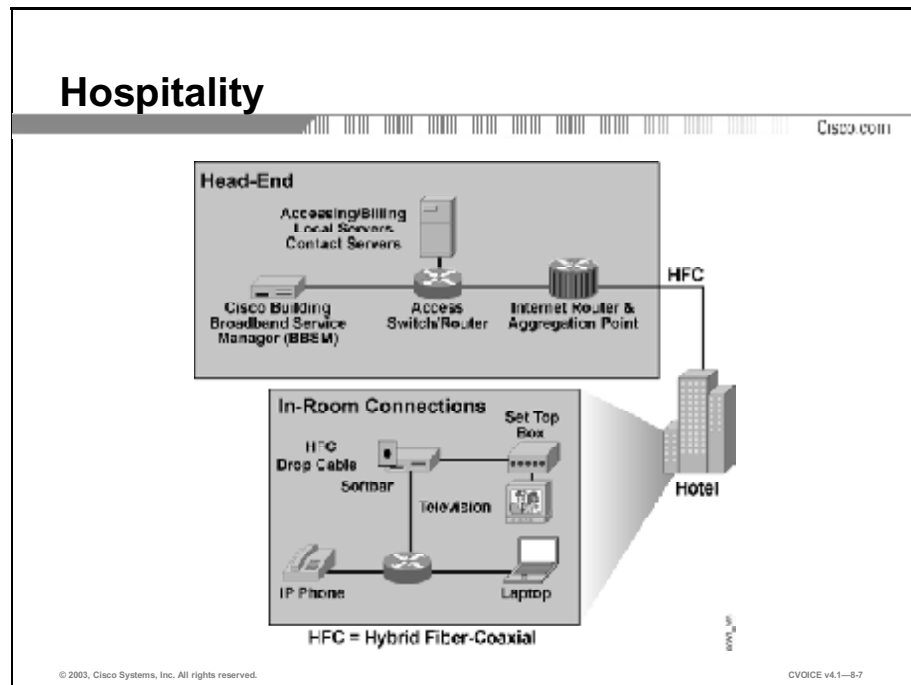 Hospitality
Cisco.com
Head-End
Accessing/Billing
Local Servers
Contact Servers
HFC
Cisco Building
Broadband Service
Manager (BBSM)
Access
Switch/Router
Internet Router &
Aggregation Point
In-Room Connections
Set Top
Box
HFC
Drop Cable
Television
Hotel
IP Phone
Laptop
HFC = Hybrid Fiber-Coaxial
© 2003, Cisco Systems, Inc. All rights reserved.
CVOICE v4.1—8-7